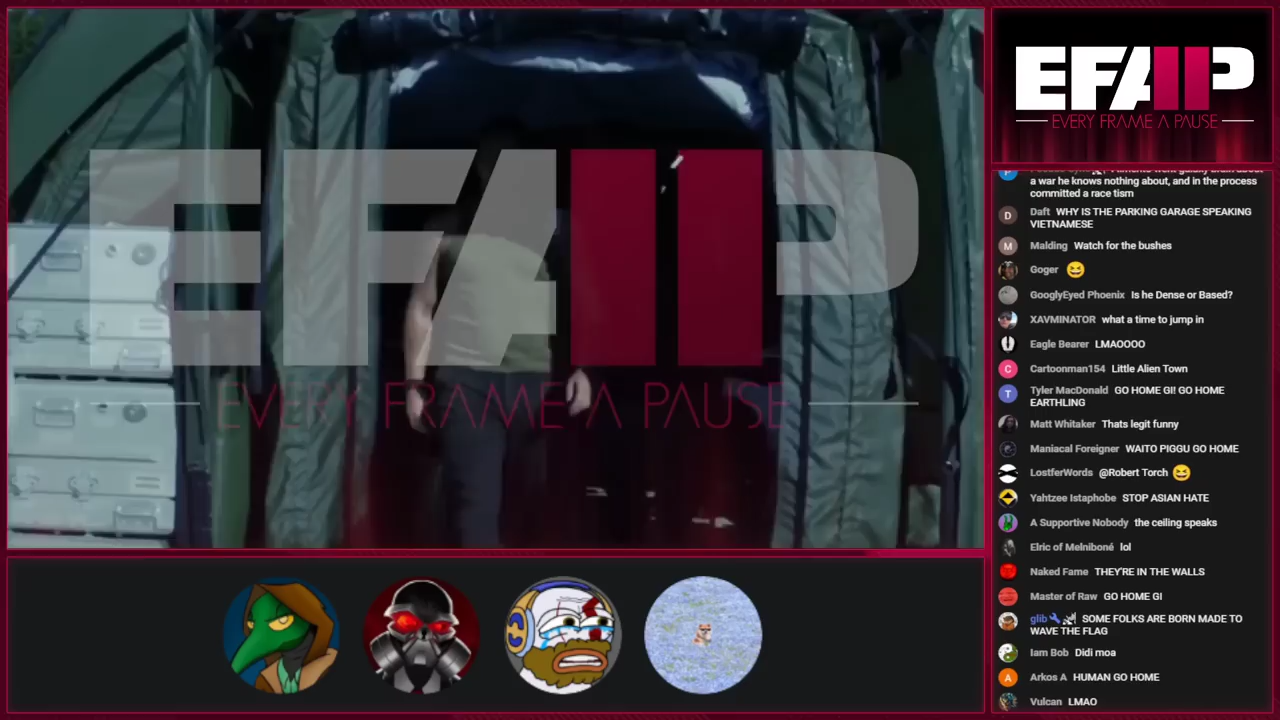 EFAP
EVERY FRAME A PAUSE
EFAP
EVERY FRAME A PAUSE
a war he knows nothing about, and in the process
committed a race tism
D Daft WHY IS THE PARKING GARAGE SPEAKING
VIETNAMESE
M Malding Watch for the bushes
Goger 😆
GooglyEyed Phoenix Is he Dense or Based?
XAVMINATOR what a time to jump in
Eagle Bearer LMAOOOO
C Cartoonman154 Little Alien Town
T Tyler MacDonald GO HOME GI! GO HOME
EARTHLING
Matt Whitaker Thats legit funny
Maniacal Foreigner WAITO PIGGU GO HOME
LostferWords @Robert Torch 😆
Yahtzee Istaphobe STOP ASIAN HATE
A Supportive Nobody the ceiling speaks
Elric of Melniboné lol
Naked Fame THEY'RE IN THE WALLS
Master of Raw GO HOME GI
glib SOME FOLKS ARE BORN MADE TO
WAVE THE FLAG
Iam Bob Didi moa
A Arkos A HUMAN GO HOME
Vulcan LMAO